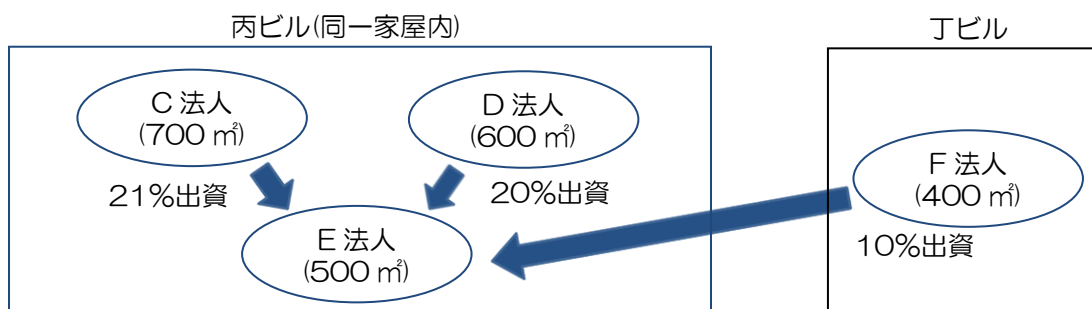 丙ビル(同一家屋内)
丁ビル
C 法人
(700 ㎡)
D 法人
(600 ㎡)
21%出資
20%出資
E 法人
(500 ㎡)
F 法人
(400 ㎡)
10%出資